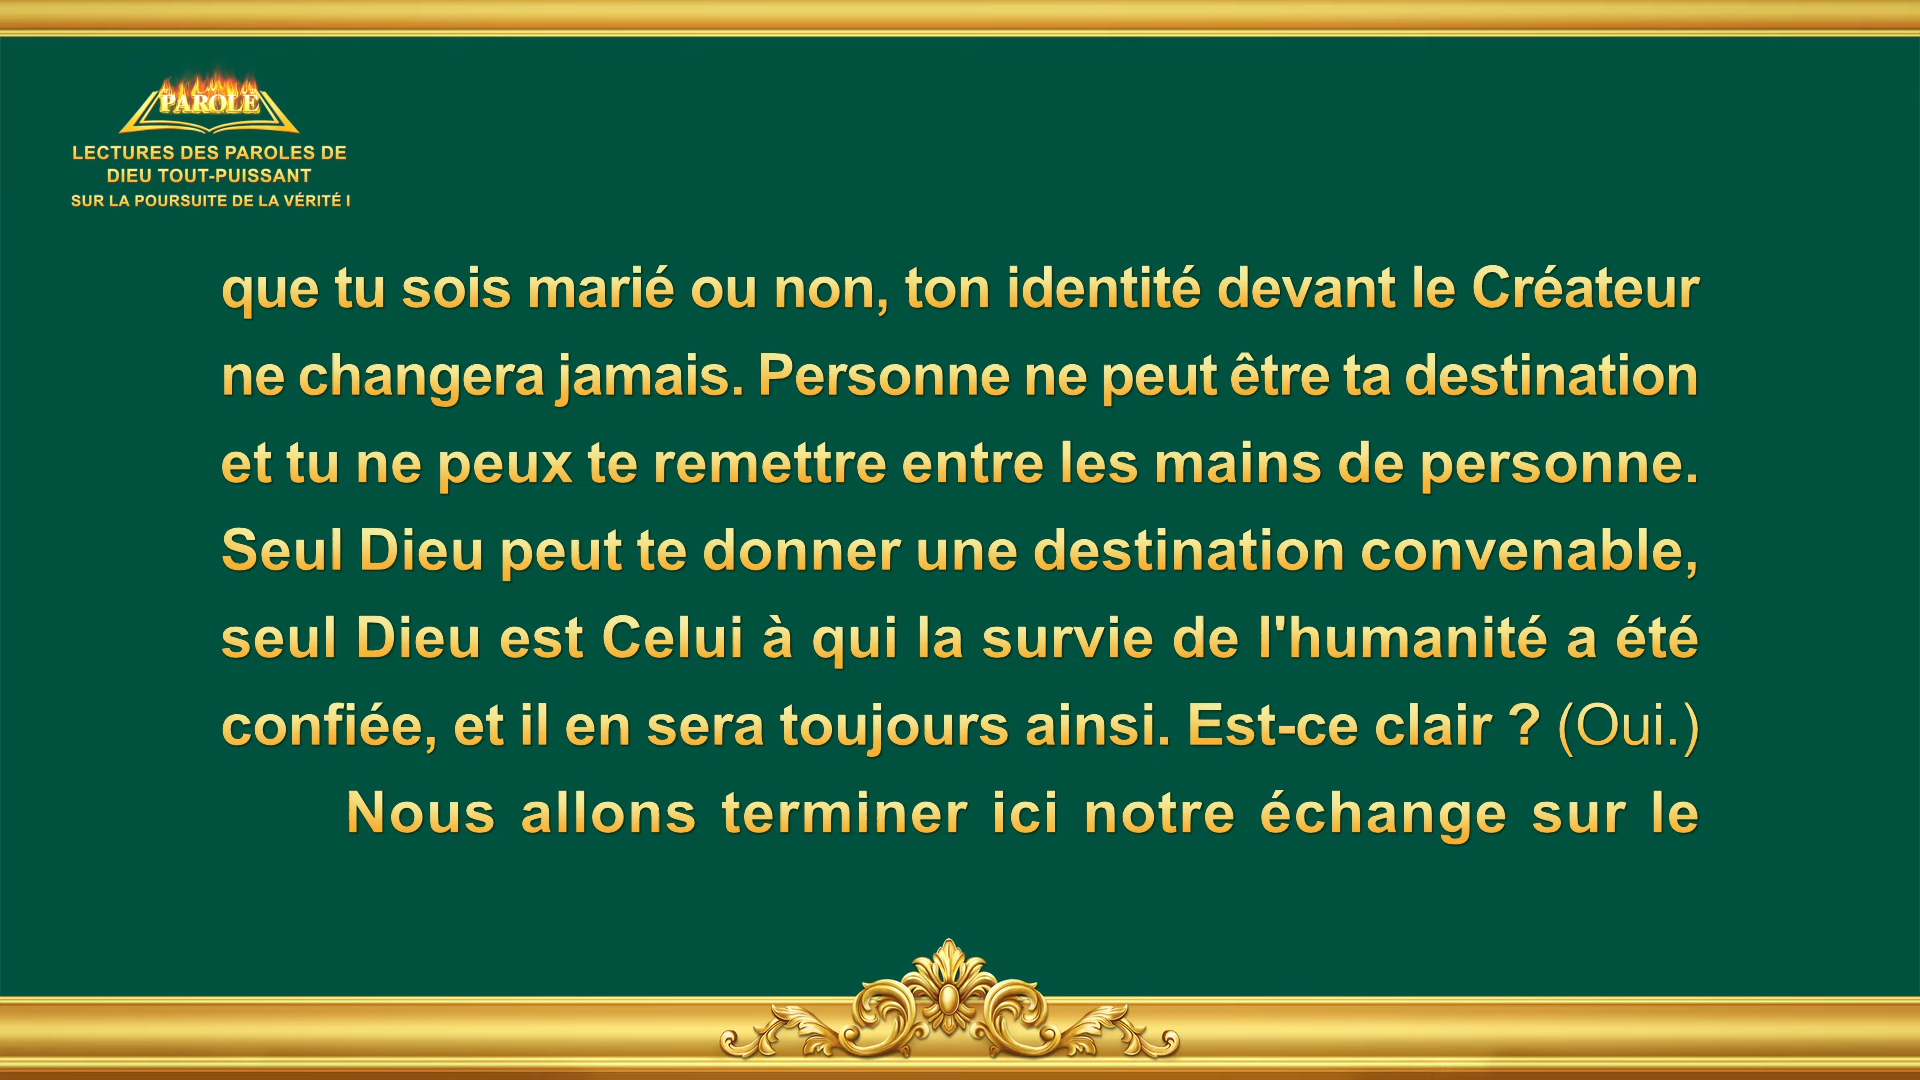 PAROLE
LECTURES DES PAROLES DE
DIEU TOUT-PUISSANT
SUR LA POURSUITE DE LA VÉRITÉ I
que tu sois marié ou non, ton identité devant le Créateur
ne changera jamais. Personne ne peut être ta destination
et tu ne peux te remettre entre les mains de personne.
Seul Dieu peut te donner une destination convenable,
seul Dieu est Celui à qui la survie de l'humanité a été
confiée, et il en sera toujours ainsi. Est-ce clair ? (Oui.)
Nous allons terminer ici notre échange sur le